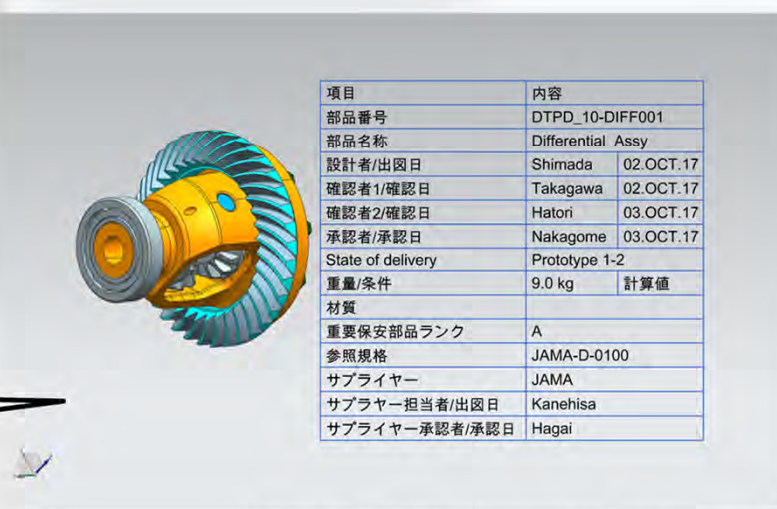 項目 内容
部品番号 DTPD_10-DIFF001
部品名称 Differential Assy
設計者/出図日 Shimada 02.OCT.17
確認者1/確認日 Takagawa 02.OCT.17
確認者2/確認日 Hatori 03.OCT.17
承認者/承認日 Nakagome 03.OCT.17
State of delivery Prototype 1-2
重量/条件 9.0 kg 計算値
材質
重要保安部品ランク A
参照規格 JAMA-D-0100
サプライヤー JAMA
サプラヤー担当者/出図日 Kanehisa
サプライヤー承認者/承認日 Hagai